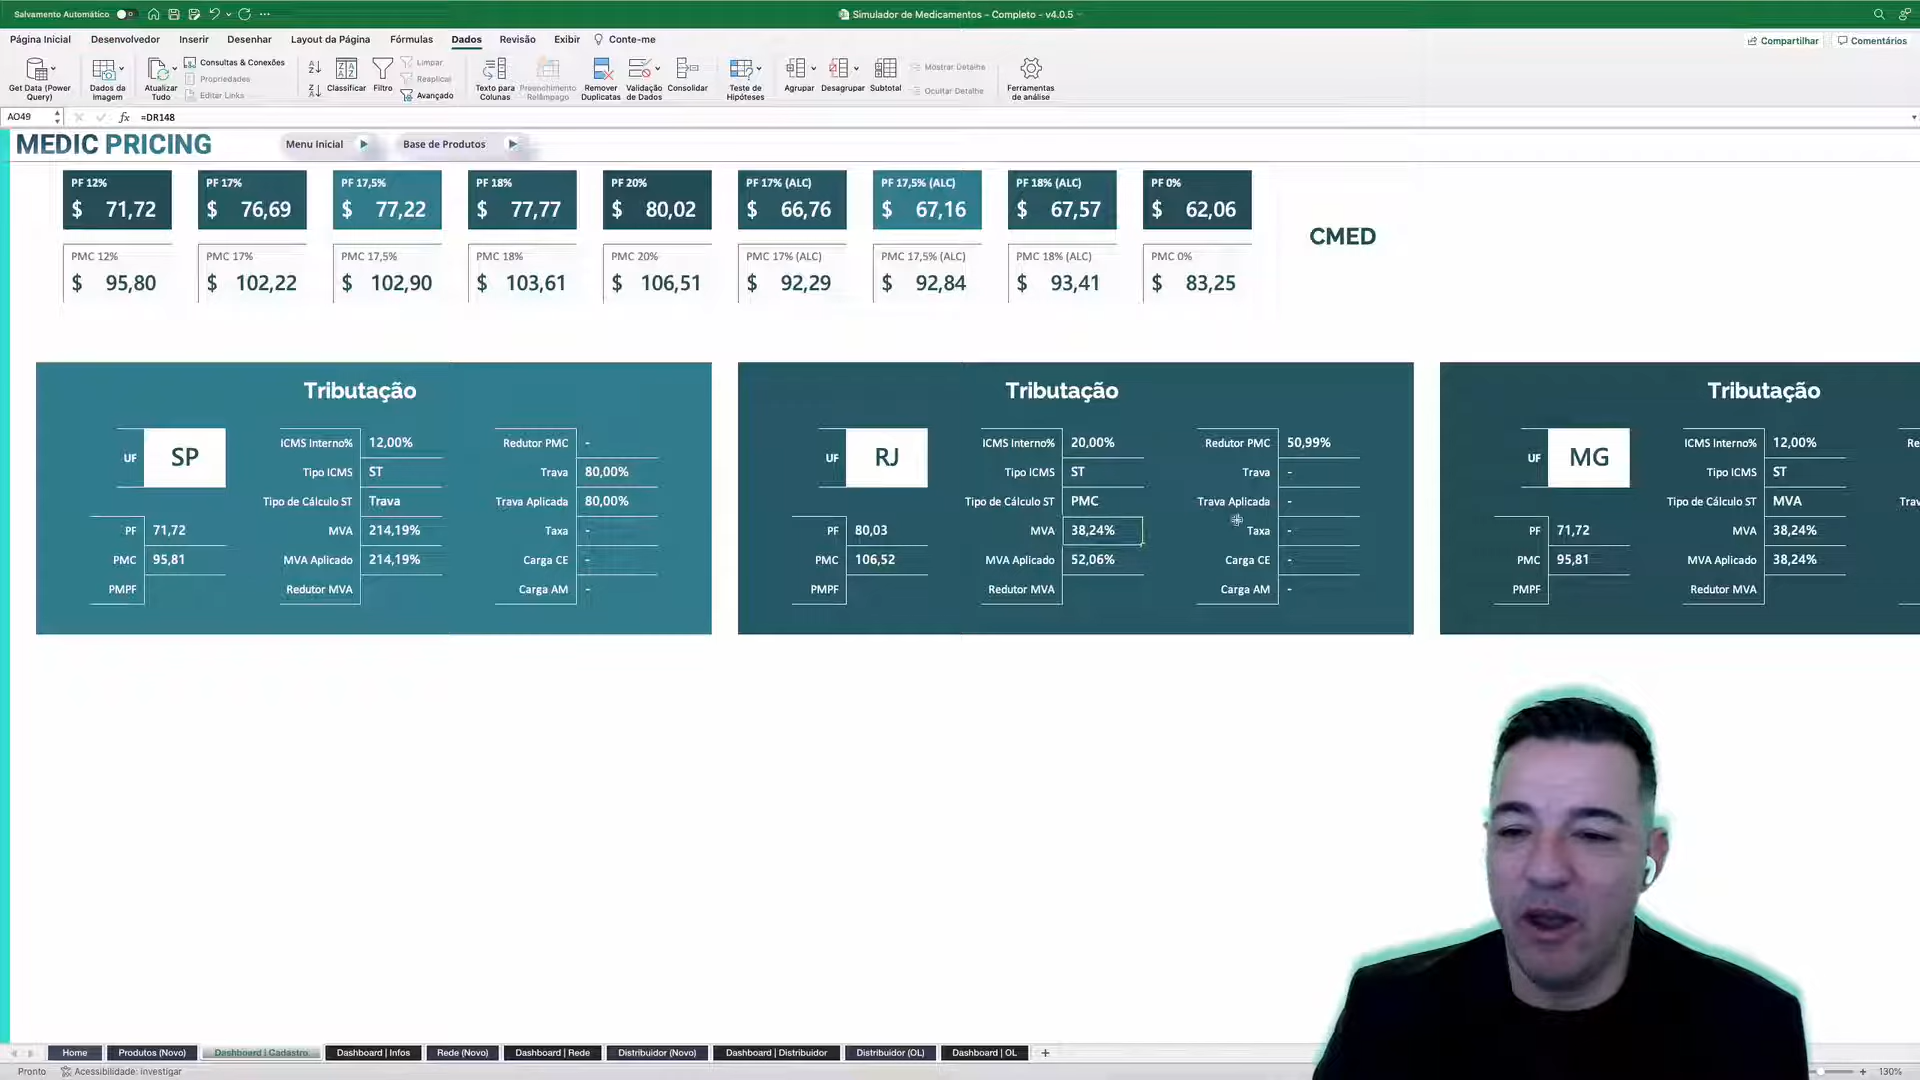 Salvamento Automático
Simulador de Medicamentos – Completo – v4.0.5
Página Inicial Desenvolvedor Inserir Desenhar Layout da Página Fórmulas Dados Revisão Exibir Conte-me
Compartilhar Comentários
Get Data (Power Query)
Dados da Imagem
Atualizar Tudo
Consultas & Conexões
Propriedades
Editar Links
Classificar
Filtro
Limpar
Reaplicar
Avançado
Texto para Colunas
Preenchimento Relâmpago
Remover Duplicatas
Validação de Dados
Consolidar
Teste de Hipóteses
Agrupar
Desagrupar
Subtotal
Mostrar Detalhe
Ocultar Detalhe
Ferramentas de análise
AO49 fx =DR148
MEDIC PRICING Menu Inicial Base de Produtos
PF 12% PF 17% PF 17,5% PF 18% PF 20% PF 17% (ALC) PF 17,5% (ALC) PF 18% (ALC) PF 0%
$ 71,72 $ 76,69 $ 77,22 $ 77,77 $ 80,02 $ 66,76 $ 67,16 $ 67,57 $ 62,06
CMED
PMC 12% PMC 17% PMC 17,5% PMC 18% PMC 20% PMC 17% (ALC) PMC 17,5% (ALC) PMC 18% (ALC) PMC 0%
$ 95,80 $ 102,22 $ 102,90 $ 103,61 $ 106,51 $ 92,29 $ 92,84 $ 93,41 $ 83,25
Tributação
UF SP
PF 71,72
PMC 95,81
PMPF
ICMS Interno% 12,00%
Tipo ICMS ST
Tipo de Cálculo ST Trava
MVA 214,19%
MVA Aplicado 214,19%
Redutor MVA
Redutor PMC -
Trava 80,00%
Trava Aplicada 80,00%
Taxa -
Carga CE -
Carga AM -
Tributação
UF RJ
PF 80,03
PMC 106,52
PMPF
ICMS Interno% 20,00%
Tipo ICMS ST
Tipo de Cálculo ST PMC
MVA 38,24%
MVA Aplicado 52,06%
Redutor MVA
Redutor PMC 50,99%
Trava -
Trava Aplicada -
Taxa -
Carga CE -
Carga AM -
Tributação
UF MG
PF 71,72
PMC 95,81
PMPF
ICMS Interno% 12,00%
Tipo ICMS ST
Tipo de Cálculo ST MVA
MVA 38,24%
MVA Aplicado 38,24%
Redutor MVA
Re
Trav
Home Produtos (Novo) Dashboard | Cadastro Dashboard | Infos Rede (Novo) Dashboard | Rede Distribuidor (Novo) Dashboard | Distribuidor Distribuidor (OL) Dashboard | OL +
Pronto Acessibilidade: investigar
130%